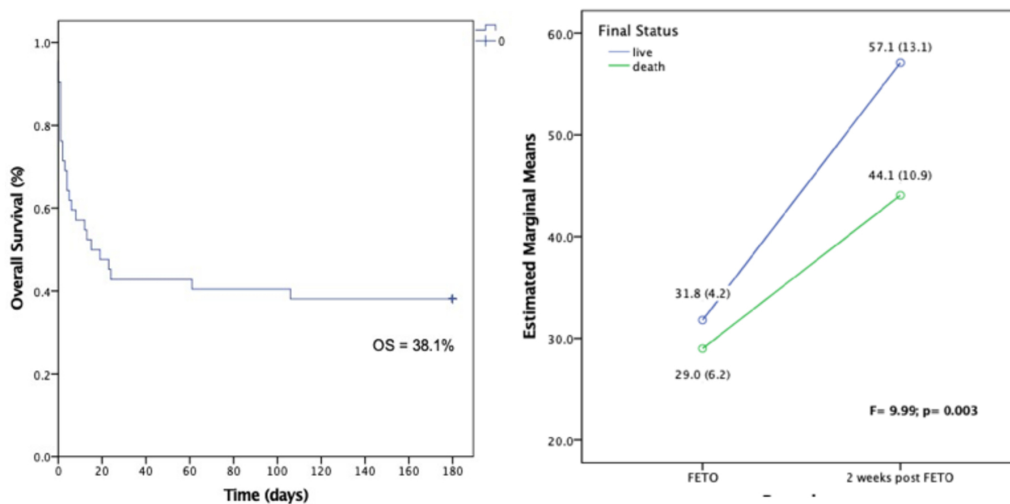 Overall Survival (%)
1.0
0.8
0.6
0.4
0.2
0.0
0
OS = 38.1%
0 20 40 60 80 100 120 140 160 180
Time (days)
Estimated Marginal Means
60.0
50.0
40.0
30.0
20.0
Final Status
live
death
57.1 (13.1)
44.1 (10.9)
31.8 (4.2)
29.0 (6.2)
F= 9.99; p= 0.003
FETO 2 weeks post FETO